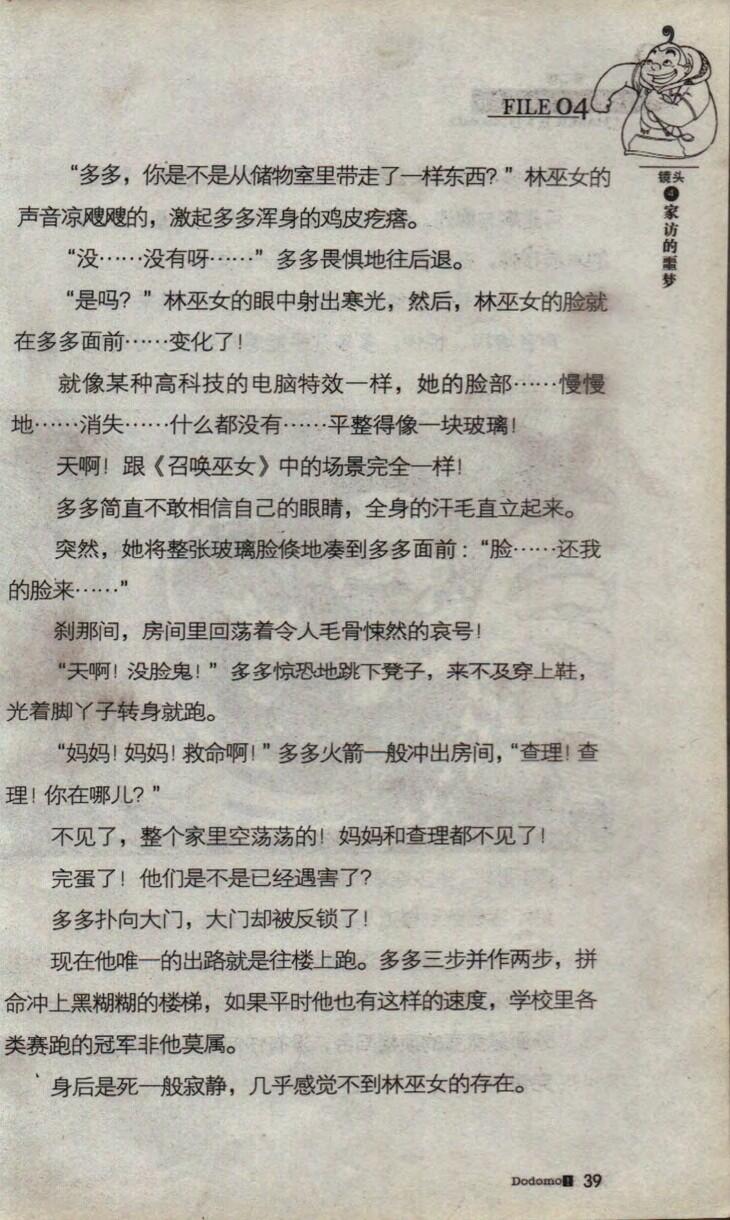 FILE 04
镜头
4
家访的噩梦
“多多，你是不是从储物室里带走了一样东西？”林巫女的
声音凉飕飕的，激起多多浑身的鸡皮疙瘩。
“没……没有呀……”多多畏惧地往后退。
“是吗？”林巫女的眼中射出寒光，然后，林巫女的脸就
在多多面前……变化了！
就像某种高科技的电脑特效一样，她的脸部……慢慢
地……消失……什么都没有……平整得像一块玻璃！
天啊！跟《召唤巫女》中的场景完全一样！
多多简直不敢相信自己的眼睛，全身的汗毛直立起来。
突然，她将整张玻璃脸倏地凑到多多面前：“脸……还我
的脸来……”
刹那间，房间里回荡着令人毛骨悚然的哀号！
“天啊！没脸鬼！”多多惊恐地跳下凳子，来不及穿上鞋，
光着脚丫子转身就跑。
“妈妈！妈妈！救命啊！”多多火箭一般冲出房间，“查理！查
理！你在哪儿？”
不见了，整个家里空荡荡的！妈妈和查理都不见了！
完蛋了！他们是不是已经遇害了？
多多扑向大门，大门却被反锁了！
现在他唯一的出路就是往楼上跑。多多三步并作两步，拼
命冲上黑糊糊的楼梯，如果平时他也有这样的速度，学校里各
类赛跑的冠军非他莫属。
身后是死一般寂静，几乎感觉不到林巫女的存在。
Dodomo! 39